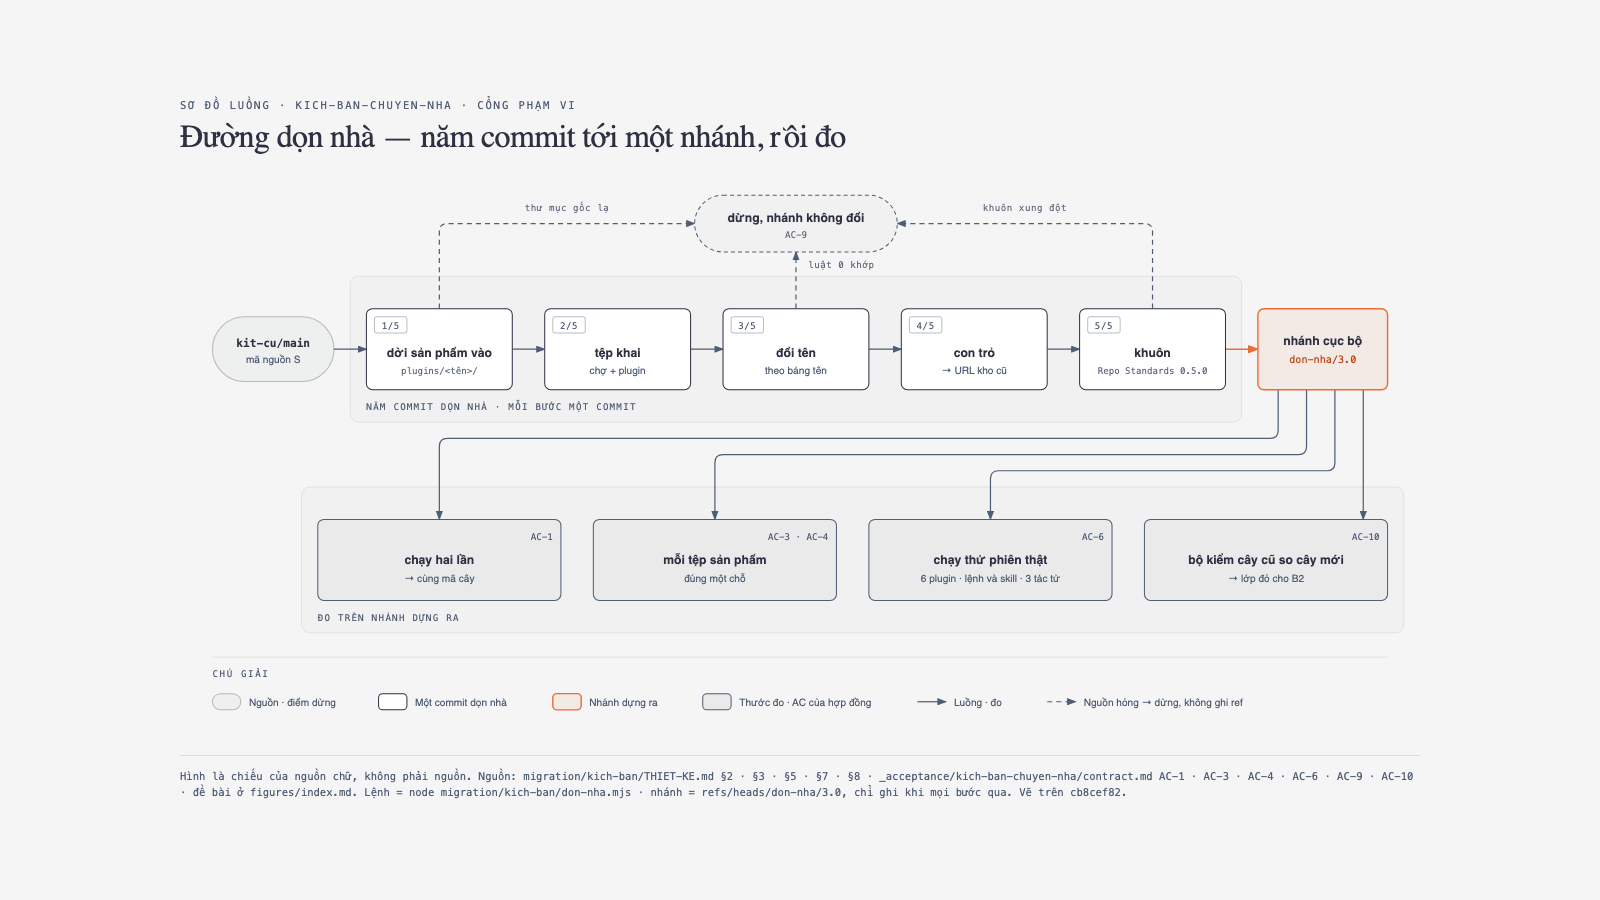 SƠ ĐỒ LUỒNG · KICH-BAN-CHUYEN-NHA · CỔNG PHẠM VI
Đường dọn nhà — năm commit tới một nhánh, rồi đo
thư mục gốc lạ
dừng, nhánh không đổi
AC-9
khuôn xung đột
luật 0 khớp
kit-cu/main
mã nguồn S
1/5
dời sản phẩm vào
plugins/<tên>/
2/5
tệp khai
chợ + plugin
3/5
đổi tên
theo bảng tên
4/5
con trỏ
→ URL kho cũ
5/5
khuôn
Repo Standards 0.5.0
nhánh cục bộ
don-nha/3.0
NĂM COMMIT DỌN NHÀ · MỖI BƯỚC MỘT COMMIT
AC-1
chạy hai lần
→ cùng mã cây
AC-3 · AC-4
mỗi tệp sản phẩm
đúng một chỗ
AC-6
chạy thử phiên thật
6 plugin · lệnh và skill · 3 tác tử
AC-10
bộ kiểm cây cũ so cây mới
→ lớp đỏ cho B2
ĐO TRÊN NHÁNH DỰNG RA
CHÚ GIẢI
Nguồn · điểm dừng
Một commit dọn nhà
Nhánh dựng ra
Thước đo · AC của hợp đồng
Luồng · đo
Nguồn hỏng → dừng, không ghi ref
Hình là chiếu của nguồn chữ, không phải nguồn. Nguồn: migration/kich-ban/THIET-KE.md §2 · §3 · §5 · §7 · §8 · _acceptance/kich-ban-chuyen-nha/contract.md AC-1 · AC-3 · AC-4 · AC-6 · AC-9 · AC-10
· đề bài ở figures/index.md. Lệnh = node migration/kich-ban/don-nha.mjs · nhánh = refs/heads/don-nha/3.0, chỉ ghi khi mọi bước qua. Vẽ trên cb8cef82.